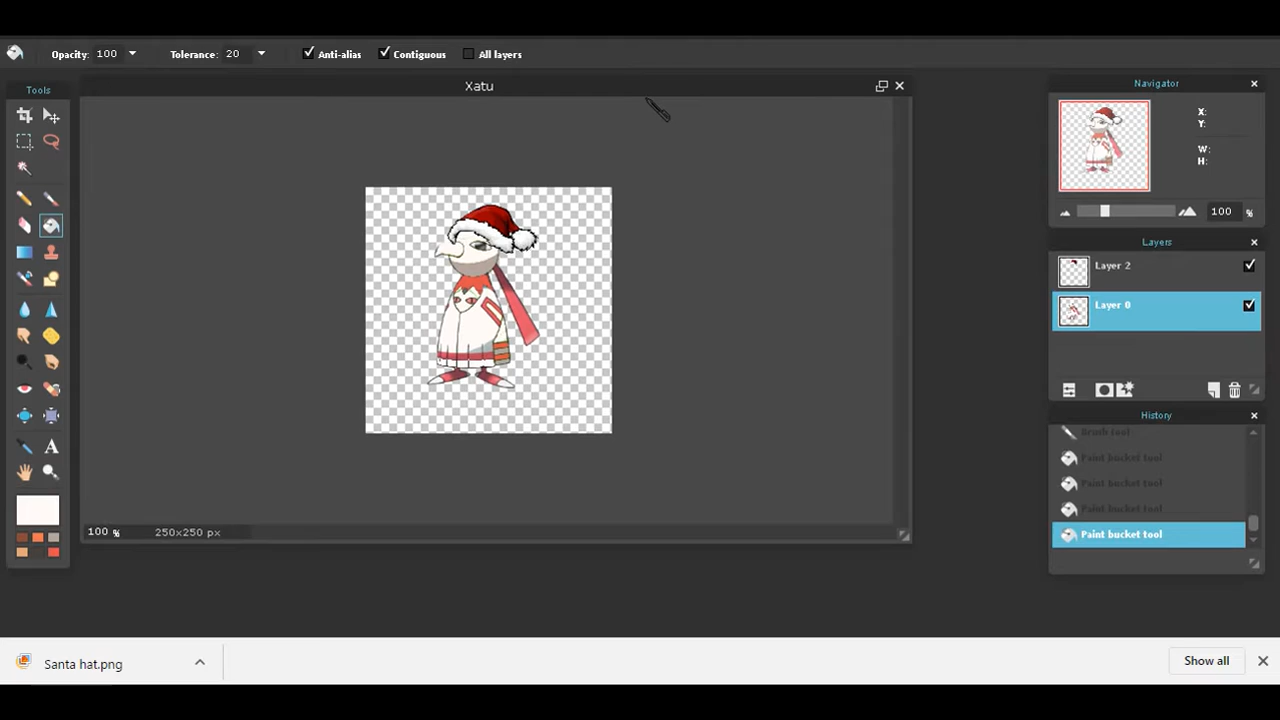 Opacity: 100 Tolerance: 20 Anti-alias Contiguous All layers
Tools
Xatu
Navigator
X:
Y:
W:
H:
100 %
Layers
Layer 2
Layer 0
History
Brush tool
Paint bucket tool
Paint bucket tool
Paint bucket tool
Paint bucket tool
A
100 % 250x250 px
Santa hat.png
Show all